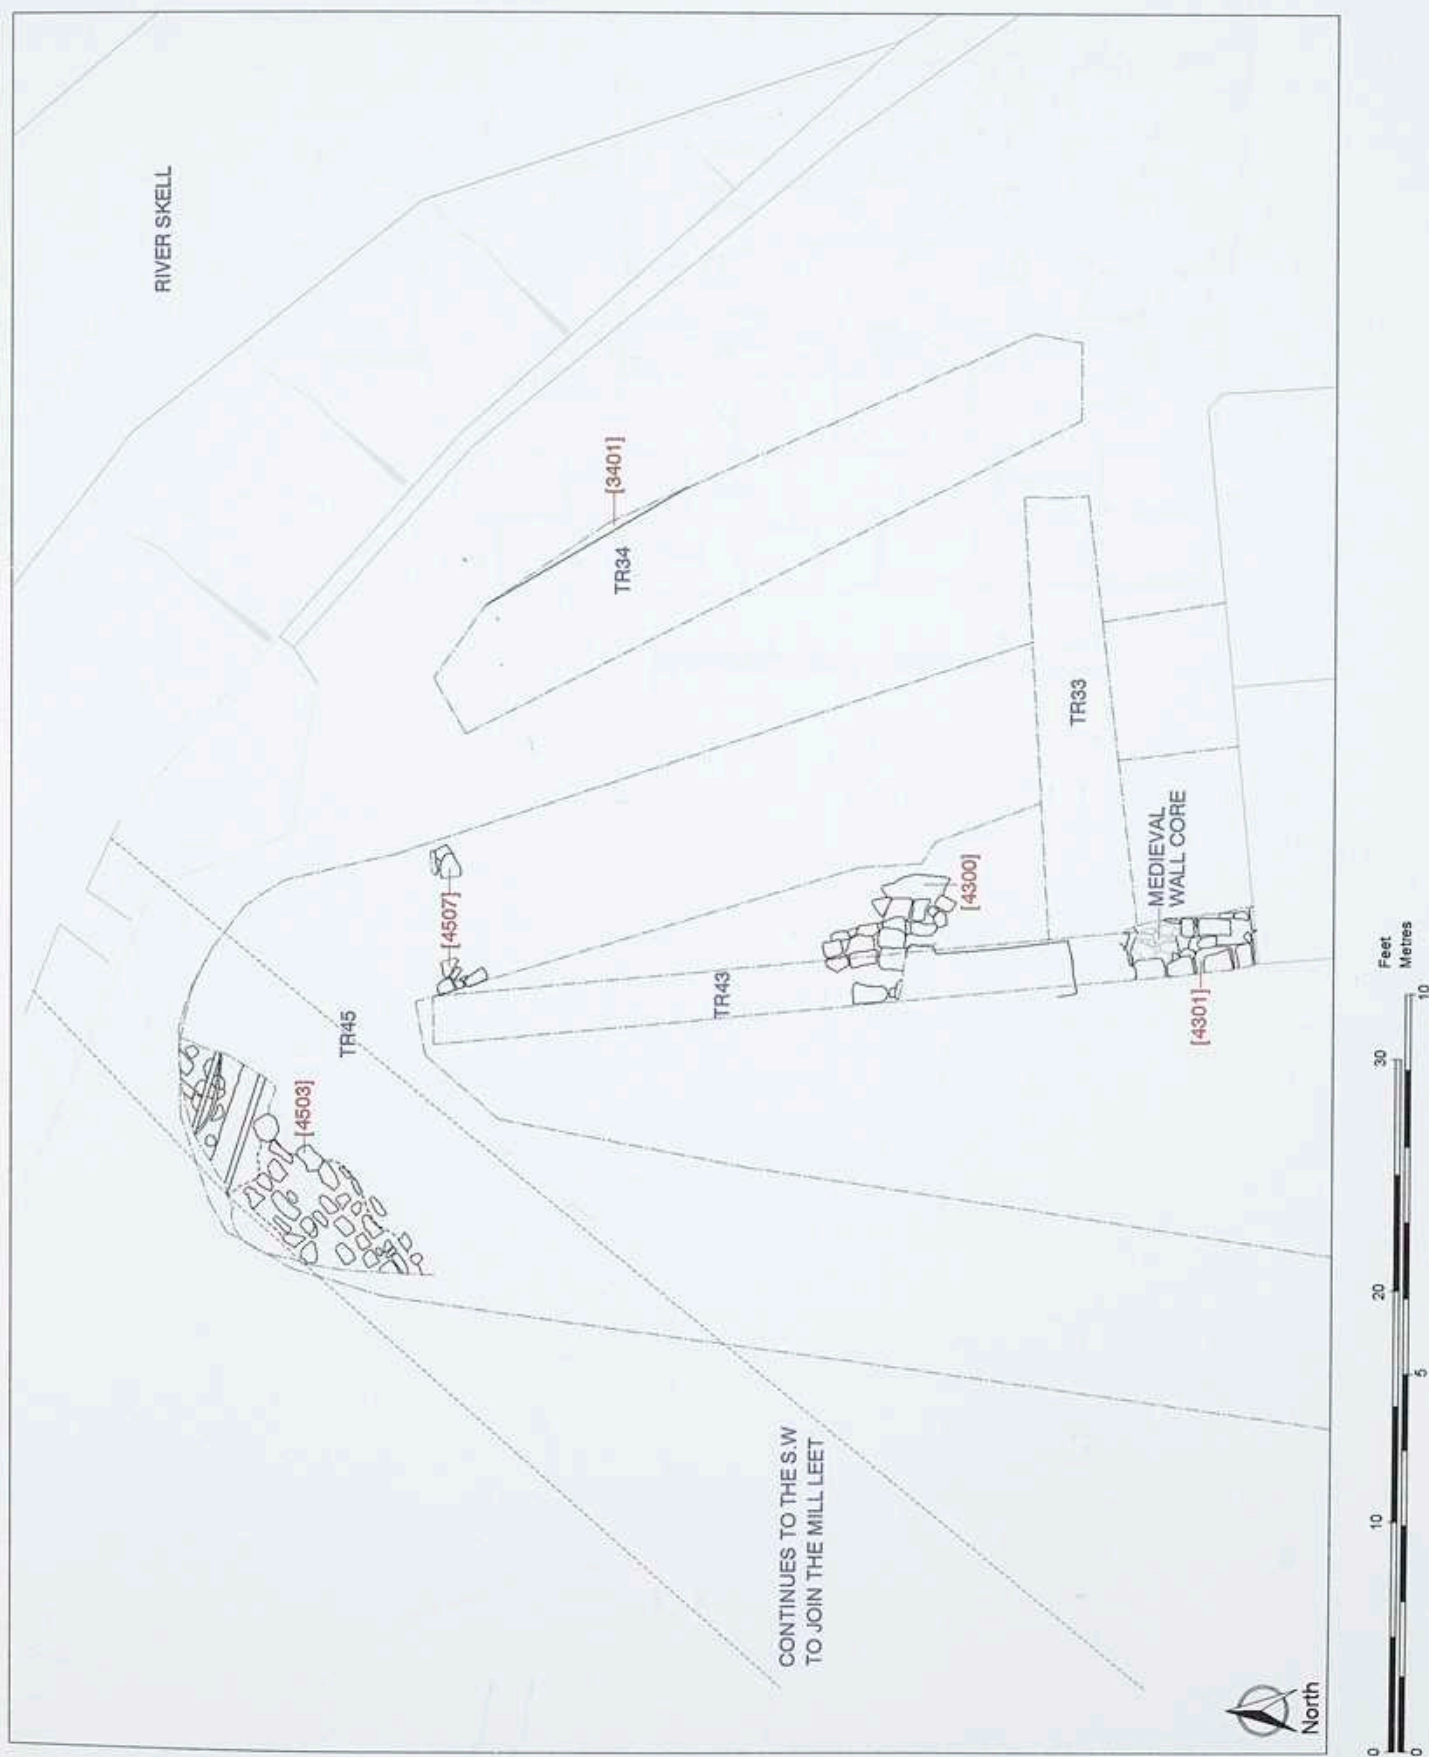 RIVER SKELL
[3401]
TR34
TR33
[4507]
[4300]
MEDIEVAL
WALL CORE
TR45
TR43
[4301]
[4503]
CONTINUES TO THE S.W
TO JOIN THE MILL LEET
North
0
10
20
30
Feet
0
5
10
Metres